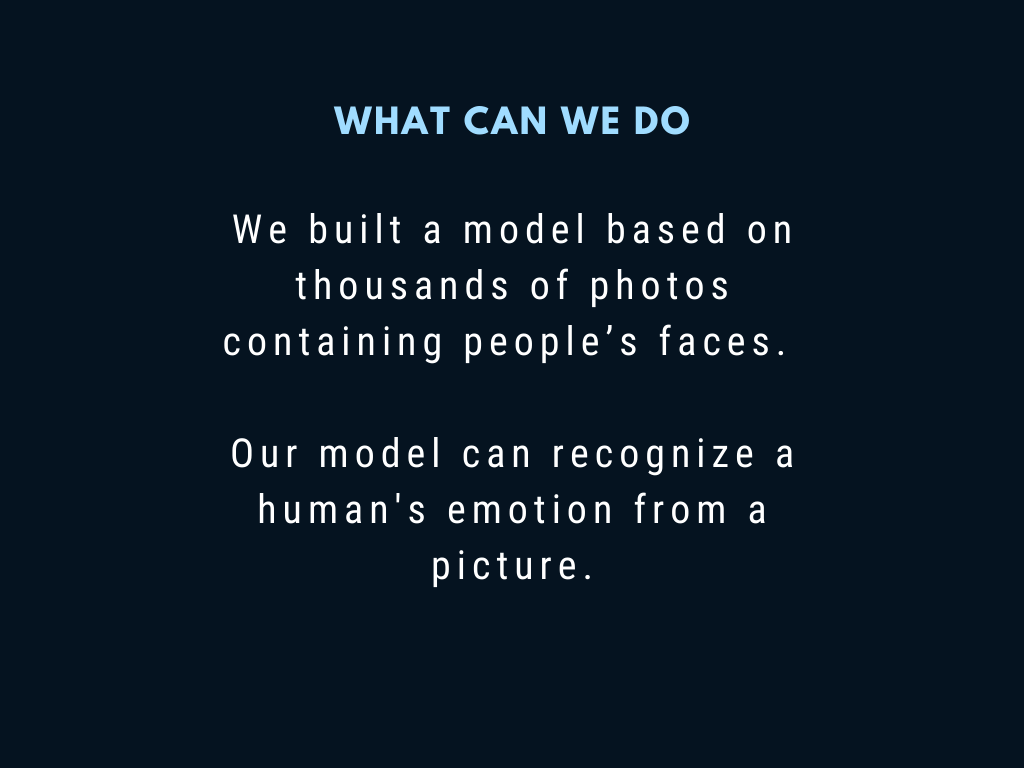 WHAT CAN WE DO
We built a model based on
thousands of photos
containing people’s faces.
Our model can recognize a
human's emotion from a
picture.